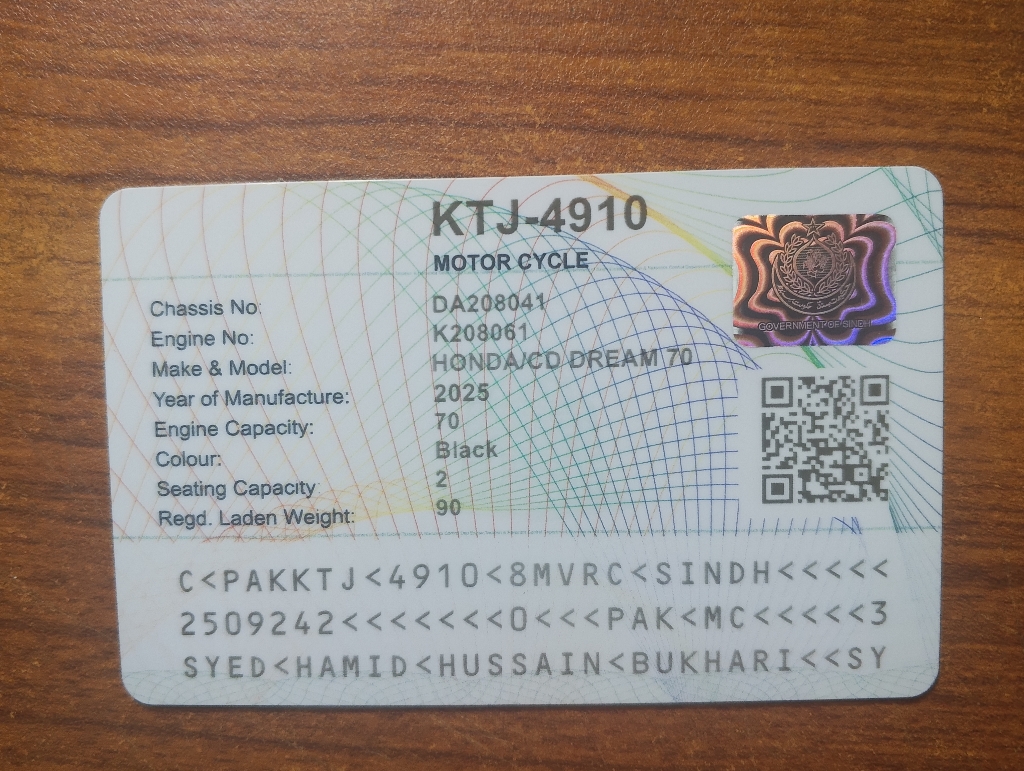 KTJ-4910
MOTOR CYCLE
Chassis No: DA208041
Engine No: K208061
Make & Model: HONDA/CD DREAM 70
Year of Manufacture: 2025
Engine Capacity: 70
Colour: Black
Seating Capacity 2
Regd. Laden Weight: 90
GOVERNMENT OF SINDH
C<PAKKTJ<4910<8MVRC<SINDH<<<<<
2509242<<<<<<<0<<<PAK<MC<<<<<3
SYED<HAMID<HUSSAIN<BUKHARI<<SY